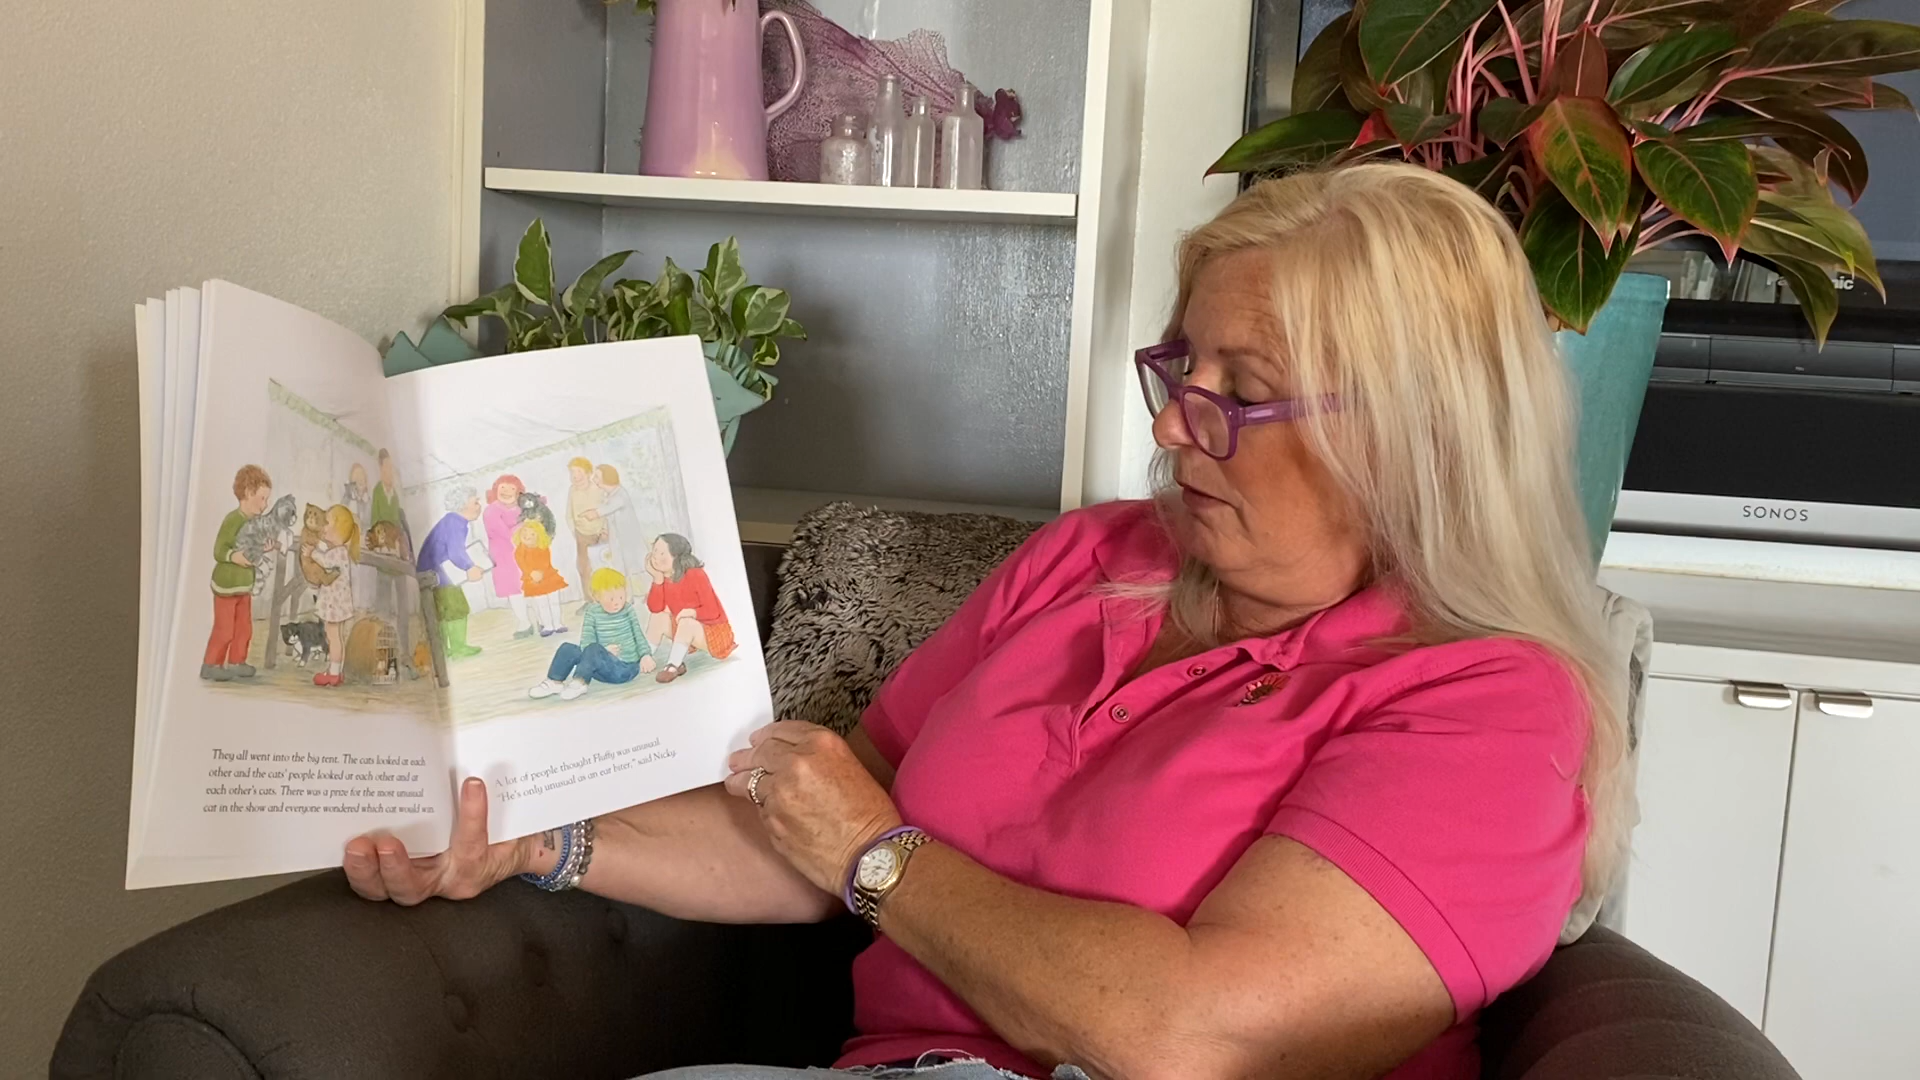 They all went into the big tent. The cats looked at each
other and the cats' people looked at each other and at
each other's cats. There was a prize for the most unusual
cat in the show and everyone wondered which cat would win.
A lot of people thought Fluffy was unusual.
"He's only unusual as an ear biter," said Nicky.
SONOS